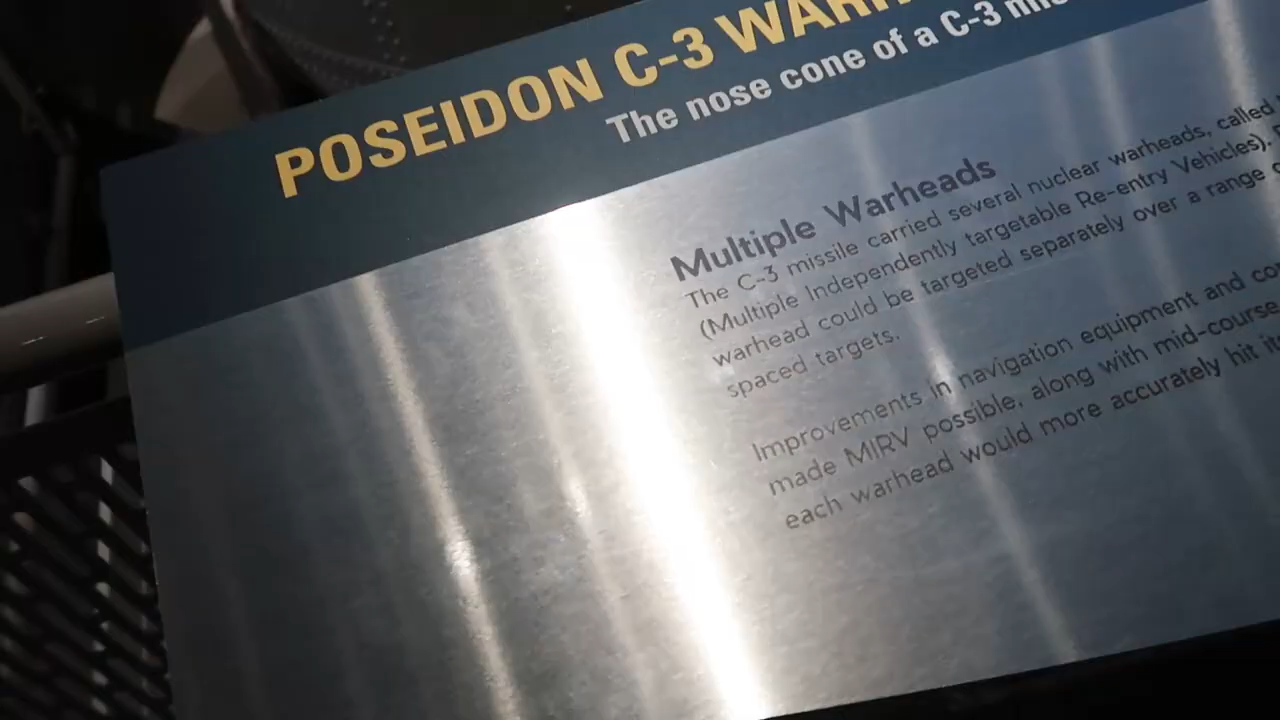 POSEIDON C-3
The nose cone of a C-3
Multiple Warheads
The C-3 missile carried several nuclear warheads, called
(Multiple Independently targetable Re-entry Vehicles).
warhead could be targeted separately over a range
spaced targets.
Improvements in navigation equipment and
made MIRV possible, along with mid-course
each warhead would more accurately hit